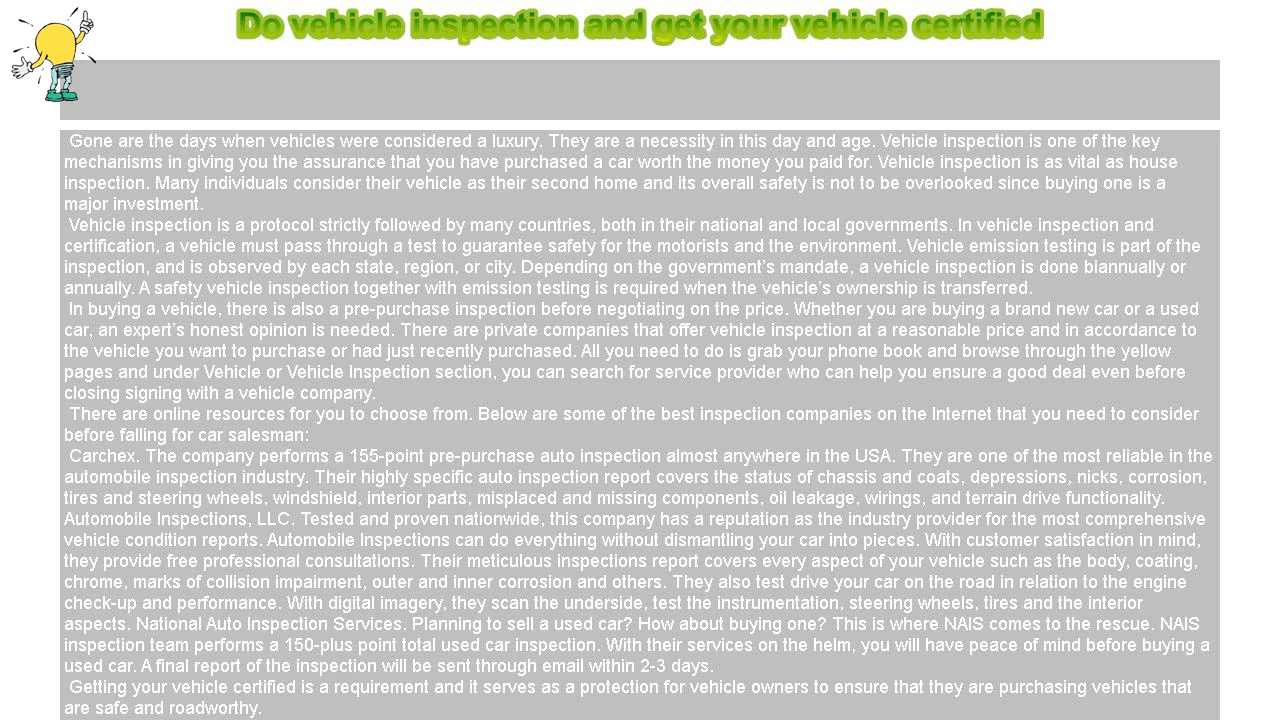 Do vehicle inspection and get your vehicle certified
Gone are the days when vehicles were considered a luxury. They are a necessity in this day and age. Vehicle inspection is one of the key
mechanisms in giving you the assurance that you have purchased a car worth the money you paid for. Vehicle inspection is as vital as house
inspection. Many individuals consider their vehicle as their second home and its overall safety is not to be overlooked since buying one is a
major investment.
Vehicle inspection is a protocol strictly followed by many countries, both in their national and local governments. In vehicle inspection and
certification, a vehicle must pass through a test to guarantee safety for the motorists and the environment. Vehicle emission testing is part of the
inspection, and is observed by each state, region, or city. Depending on the government’s mandate, a vehicle inspection is done biannually or
annually. A safety vehicle inspection together with emission testing is required when the vehicle’s ownership is transferred.
In buying a vehicle, there is also a pre-purchase inspection before negotiating on the price. Whether you are buying a brand new car or a used
car, an expert’s honest opinion is needed. There are private companies that offer vehicle inspection at a reasonable price and in accordance to
the vehicle you want to purchase or had just recently purchased. All you need to do is grab your phone book and browse through the yellow
pages and under Vehicle or Vehicle Inspection section, you can search for service provider who can help you ensure a good deal even before
closing signing with a vehicle company.
There are online resources for you to choose from. Below are some of the best inspection companies on the Internet that you need to consider
before falling for car salesman:
Carchex. The company performs a 155-point pre-purchase auto inspection almost anywhere in the USA. They are one of the most reliable in the
automobile inspection industry. Their highly specific auto inspection report covers the status of chassis and coats, depressions, nicks, corrosion,
tires and steering wheels, windshield, interior parts, misplaced and missing components, oil leakage, wirings, and terrain drive functionality.
Automobile Inspections, LLC. Tested and proven nationwide, this company has a reputation as the industry provider for the most comprehensive
vehicle condition reports. Automobile Inspections can do everything without dismantling your car into pieces. With customer satisfaction in mind,
they provide free professional consultations. Their meticulous inspections report covers every aspect of your vehicle such as the body, coating,
chrome, marks of collision impairment, outer and inner corrosion and others. They also test drive your car on the road in relation to the engine
check-up and performance. With digital imagery, they scan the underside, test the instrumentation, steering wheels, tires and the interior
aspects. National Auto Inspection Services. Planning to sell a used car? How about buying one? This is where NAIS comes to the rescue. NAIS
inspection team performs a 150-plus point total used car inspection. With their services on the helm, you will have peace of mind before buying a
used car. A final report of the inspection will be sent through email within 2-3 days.
Getting your vehicle certified is a requirement and it serves as a protection for vehicle owners to ensure that they are purchasing vehicles that
are safe and roadworthy.